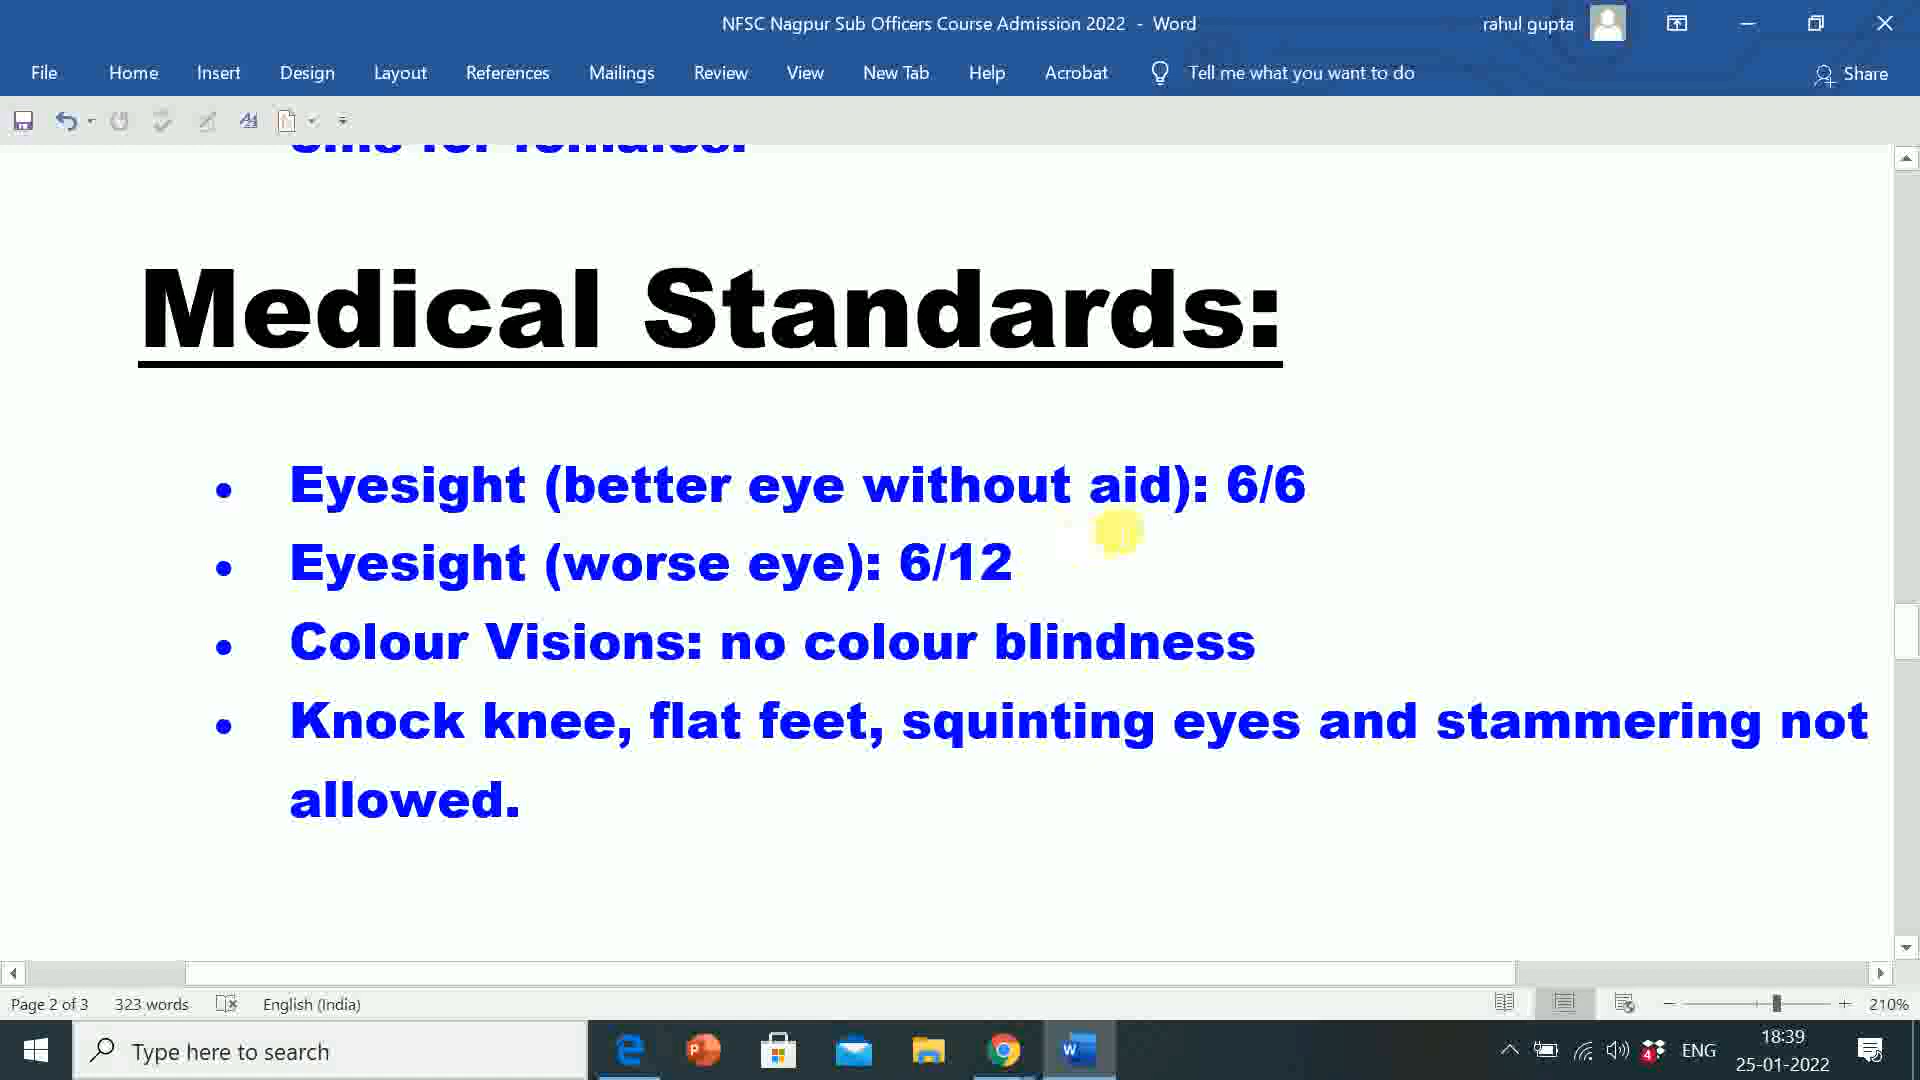 NFSC Nagpur Sub Officers Course Admission 2022 - Word
rahul gupta
File Home Insert Design Layout References Mailings Review View New Tab Help Acrobat Tell me what you want to do Share
cms for females.
Medical Standards:
• Eyesight (better eye without aid): 6/6
• Eyesight (worse eye): 6/12
• Colour Visions: no colour blindness
• Knock knee, flat feet, squinting eyes and stammering not
allowed.
Page 2 of 3 323 words English (India) 210%
Type here to search
4
ENG
18:39
25-01-2022